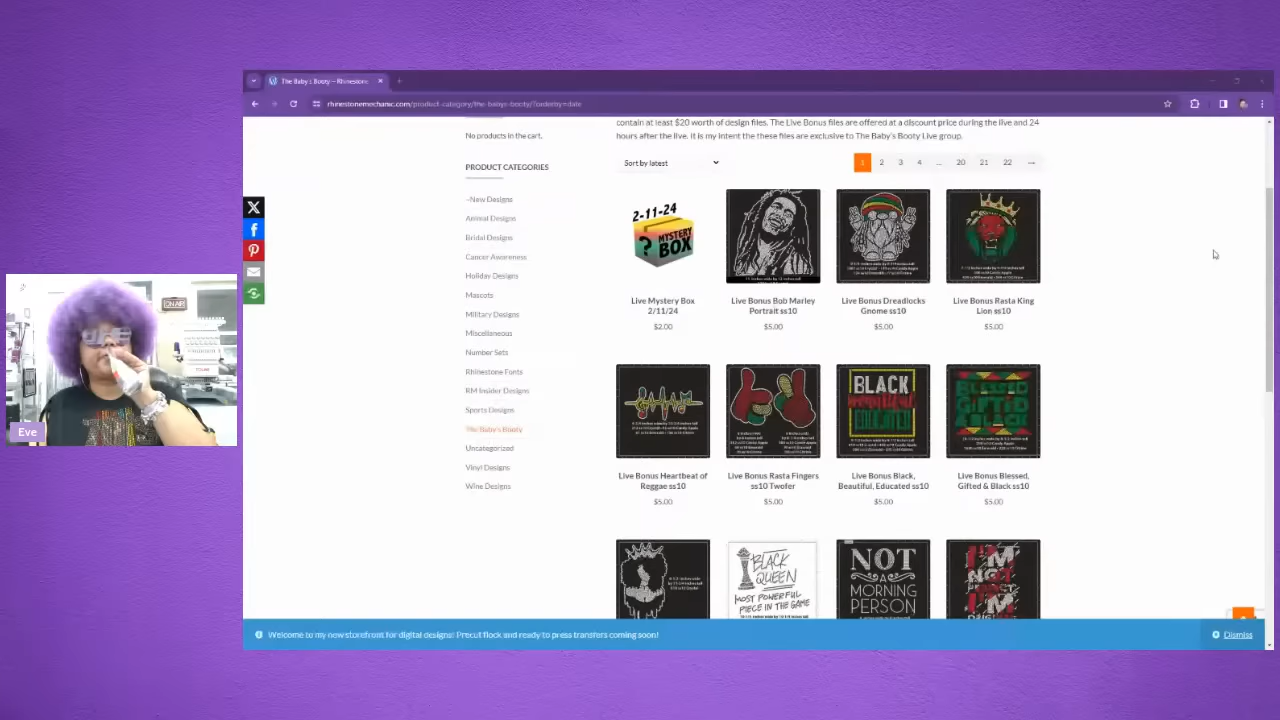 The Baby's Booty – Rhinestone
rhinestonemechanic.com/product-category/the-babys-booty/?orderby=date
contain at least $20 worth of design files. The Live Bonus files are offered at a discount price during the live and 24
hours after the live. it is my intent the these files are exclusive to The Baby's Booty Live group.
No products in the cart.
Sort by latest
1 2 3 4 ... 20 21 22 →
PRODUCT CATEGORIES
~New Designs
Animal Designs
Bridal Designs
Cancer Awareness
Holiday Designs
Mascots
Military Designs
Miscellaneous
Number Sets
Rhinestone Fonts
RM Insider Designs
Sports Designs
The Baby's Booty
Uncategorized
Vinyl Designs
Wine Designs
2-11-24
? MYSTERY
BOX
Live Mystery Box
2/11/24
$2.00
Live Bonus Bob Marley
Portrait ss10
$5.00
Live Bonus Dreadlocks
Gnome ss10
$5.00
Live Bonus Rasta King
Lion ss10
$5.00
Live Bonus Heartbeat of
Reggae ss10
$5.00
Live Bonus Rasta Fingers
ss10 Twofer
$5.00
BLACK
EDUCATED
Live Bonus Black,
Beautiful, Educated ss10
$5.00
BLESSED
GIFTED
Live Bonus Blessed,
Gifted & Black ss10
$5.00
BLACK
QUEEN
MOST POWERFUL
PIECE IN THE GAME
NOT
A
MORNING
PERSON
I'M
NOT
I'M
ON AIR
Eve
Welcome to my new storefront for digital designs! Precut flock and ready to press transfers coming soon!
Dismiss